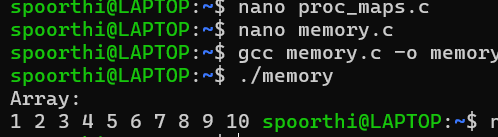 spoorthi@LAPTOP:~$ nano proc_maps.c
spoorthi@LAPTOP:~$ nano memory.c
spoorthi@LAPTOP:~$ gcc memory.c -o memory
spoorthi@LAPTOP:~$ ./memory
Array:
1 2 3 4 5 6 7 8 9 10 spoorthi@LAPTOP:~$